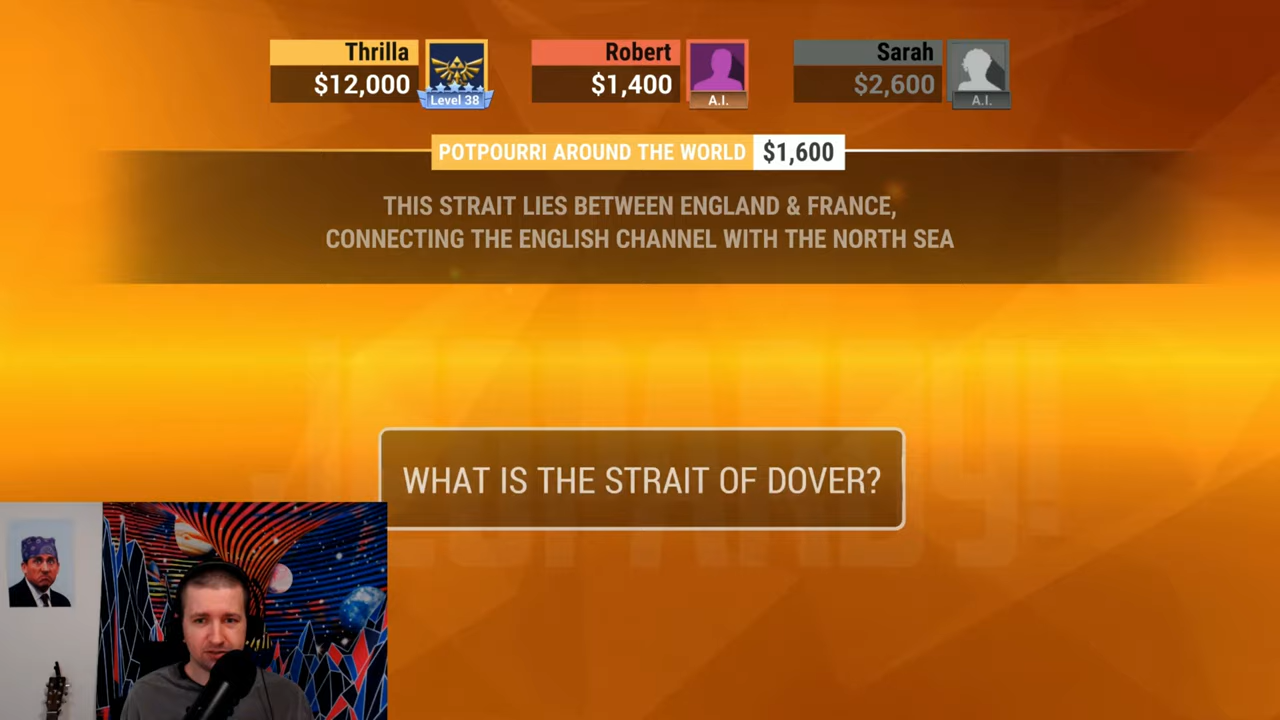 Thrilla
$12,000
Level 38
Robert
$1,400
A.I.
Sarah
$2,600
A.I.
POTPOURRI AROUND THE WORLD $1,600
THIS STRAIT LIES BETWEEN ENGLAND & FRANCE,
CONNECTING THE ENGLISH CHANNEL WITH THE NORTH SEA
WHAT IS THE STRAIT OF DOVER?
JEOPARDY!